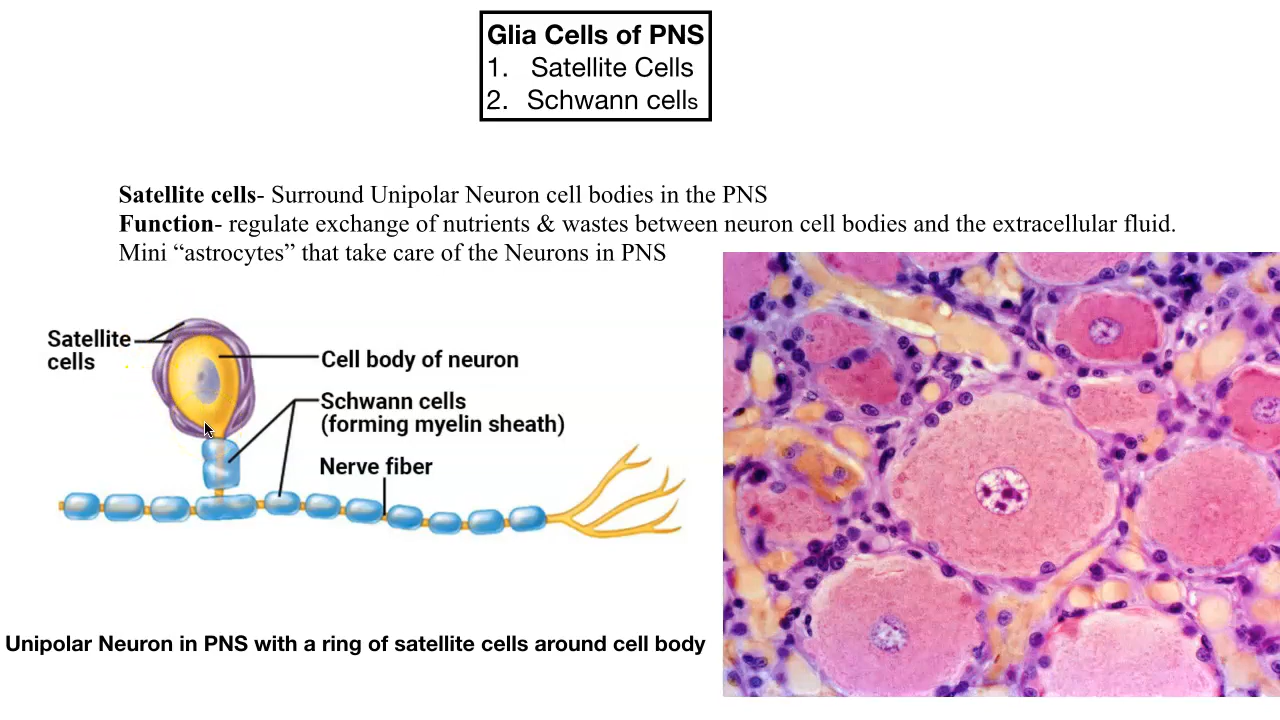 Glia Cells of PNS
1. Satellite Cells
2. Schwann cells
Satellite cells- Surround Unipolar Neuron cell bodies in the PNS
Function- regulate exchange of nutrients & wastes between neuron cell bodies and the extracellular fluid.
Mini “astrocytes” that take care of the Neurons in PNS
Satellite
cells
Cell body of neuron
Schwann cells
(forming myelin sheath)
Nerve fiber
Unipolar Neuron in PNS with a ring of satellite cells around cell body